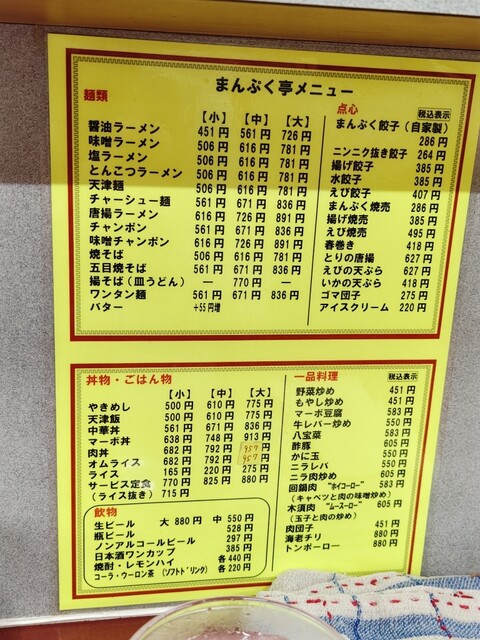 まんぷく亭メニュー
麺類
【小】 【中】 【大】
醤油ラーメン 451円 561円 726円
味噌ラーメン 506円 616円 781円
塩ラーメン 506円 616円 781円
とんこつラーメン 506円 616円 781円
天津麺 506円 616円 781円
チャーシュー麺 561円 671円 836円
唐揚ラーメン 616円 726円 891円
チャンポン 561円 671円 836円
味噌チャンポン 616円 726円 891円
焼そば 506円 616円 781円
五目焼そば 561円 671円 836円
揚そば（皿うどん） ― 770円 ―
ワンタン麺 561円 671円 836円
バター +55円増
点心 税込表示
まんぷく餃子（自家製）
286円
ニンニク抜き餃子 264円
揚げ餃子 385円
水餃子 385円
えび餃子 407円
まんぷく焼売 286円
揚げ焼売 385円
えび焼売 495円
春巻き 418円
とりの唐揚 627円
えびの天ぷら 627円
いかの天ぷら 418円
ゴマ団子 275円
アイスクリーム 220円
丼物・ごはん物
【小】 【中】 【大】
やきめし 500円 610円 775円
天津飯 500円 610円 775円
中華丼 561円 671円 836円
マーボ丼 638円 748円 913円
肉丼 682円 792円 957円
オムライス 682円 792円 957円
ライス 165円 220円 275円
サービス定食 770円 825円 880円
（ライス抜き） 715円
飲物
生ビール 大 880円 中 550円
瓶ビール 528円
ノンアルコールビール 297円
日本酒ワンカップ 385円
焼酎・レモンハイ 各440円
コーラ・ウーロン茶 （ソフトドリンク） 各220円
一品料理 税込表示
野菜炒め 451円
もやし炒め 451円
マーボ豆腐 583円
牛レバー炒め 550円
八宝菜 583円
酢豚 605円
かに玉 550円
ニラレバ 550円
ニラ肉炒め 605円
回鍋肉 "ホイコーロー" 583円
（キャベツと肉の味噌炒め）
木須肉 "ムースーロー" 605円
（玉子と肉の炒め）
肉団子 451円
海老チリ 880円
トンポーロー 880円